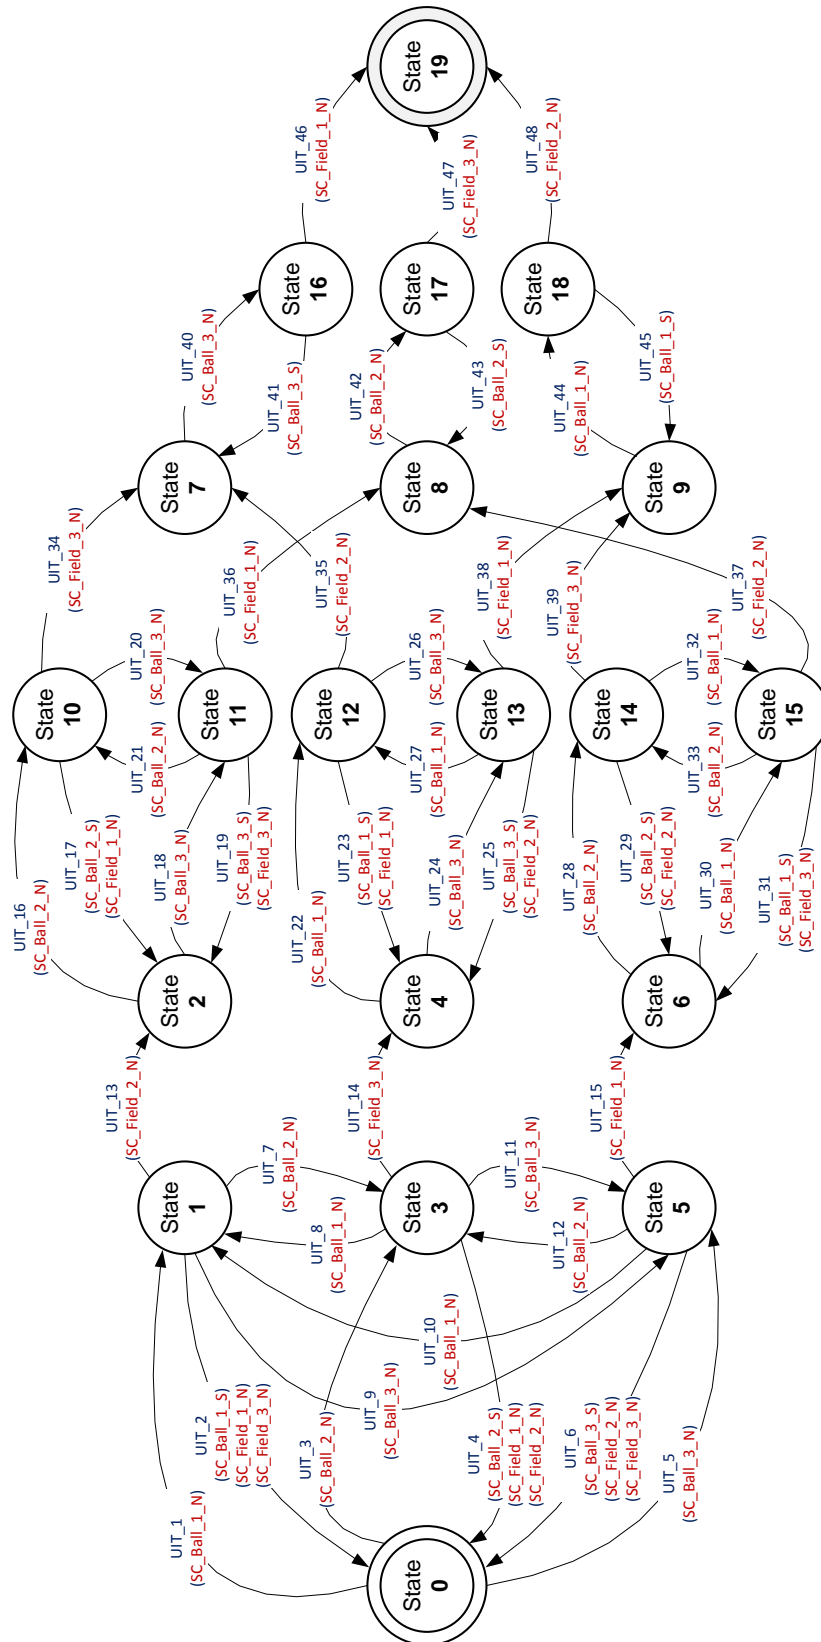 UIT_1
(SC_Ball_1_N)
UIT_2
(SC_Ball_1_S)
(SC_Field_1_N)
(SC_Field_3_N)
UIT_3
(SC_Ball_2_N)
UIT_4
(SC_Ball_2_S)
(SC_Field_1_N)
(SC_Field_2_N)
UIT_6
(SC_Ball_3_S)
(SC_Field_2_N)
(SC_Field_3_N)
UIT_5
(SC_Ball_3_N)
State
0
UIT_9
(SC_Ball_3_N)
UIT_10
(SC_Ball_1_N)
State
1
UIT_7
(SC_Ball_2_N)
UIT_8
(SC_Ball_1_N)
State
3
UIT_11
(SC_Ball_3_N)
UIT_12
(SC_Ball_2_N)
State
5
UIT_13
(SC_Field_2_N)
UIT_14
(SC_Field_3_N)
UIT_15
(SC_Field_1_N)
State
2
State
4
State
6
UIT_16
(SC_Ball_2_N)
UIT_17
(SC_Ball_2_S)
(SC_Field_1_N)
UIT_18
(SC_Ball_3_N)
UIT_19
(SC_Ball_3_S)
(SC_Field_3_N)
UIT_22
(SC_Ball_1_N)
UIT_23
(SC_Ball_1_S)
(SC_Field_1_N)
UIT_24
(SC_Ball_3_N)
UIT_25
(SC_Ball_3_S)
(SC_Field_2_N)
UIT_28
(SC_Ball_2_N)
UIT_29
(SC_Ball_2_S)
(SC_Field_2_N)
UIT_30
(SC_Ball_1_N)
UIT_31
(SC_Ball_1_S)
(SC_Field_3_N)
State
10
UIT_20
(SC_Ball_3_N)
UIT_21
(SC_Ball_2_N)
State
11
State
12
UIT_26
(SC_Ball_3_N)
UIT_27
(SC_Ball_1_N)
State
13
State
14
UIT_32
(SC_Ball_1_N)
UIT_33
(SC_Ball_2_N)
State
15
UIT_34
(SC_Field_3_N)
UIT_36
(SC_Field_1_N)
UIT_35
(SC_Field_2_N)
UIT_38
(SC_Field_1_N)
UIT_39
(SC_Field_3_N)
UIT_37
(SC_Field_2_N)
State
7
State
8
State
9
UIT_40
(SC_Ball_3_N)
UIT_41
(SC_Ball_3_S)
UIT_42
(SC_Ball_2_N)
UIT_43
(SC_Ball_2_S)
UIT_44
(SC_Ball_1_N)
UIT_45
(SC_Ball_1_S)
State
16
State
17
State
18
UIT_46
(SC_Field_1_N)
UIT_47
(SC_Field_3_N)
UIT_48
(SC_Field_2_N)
State
19